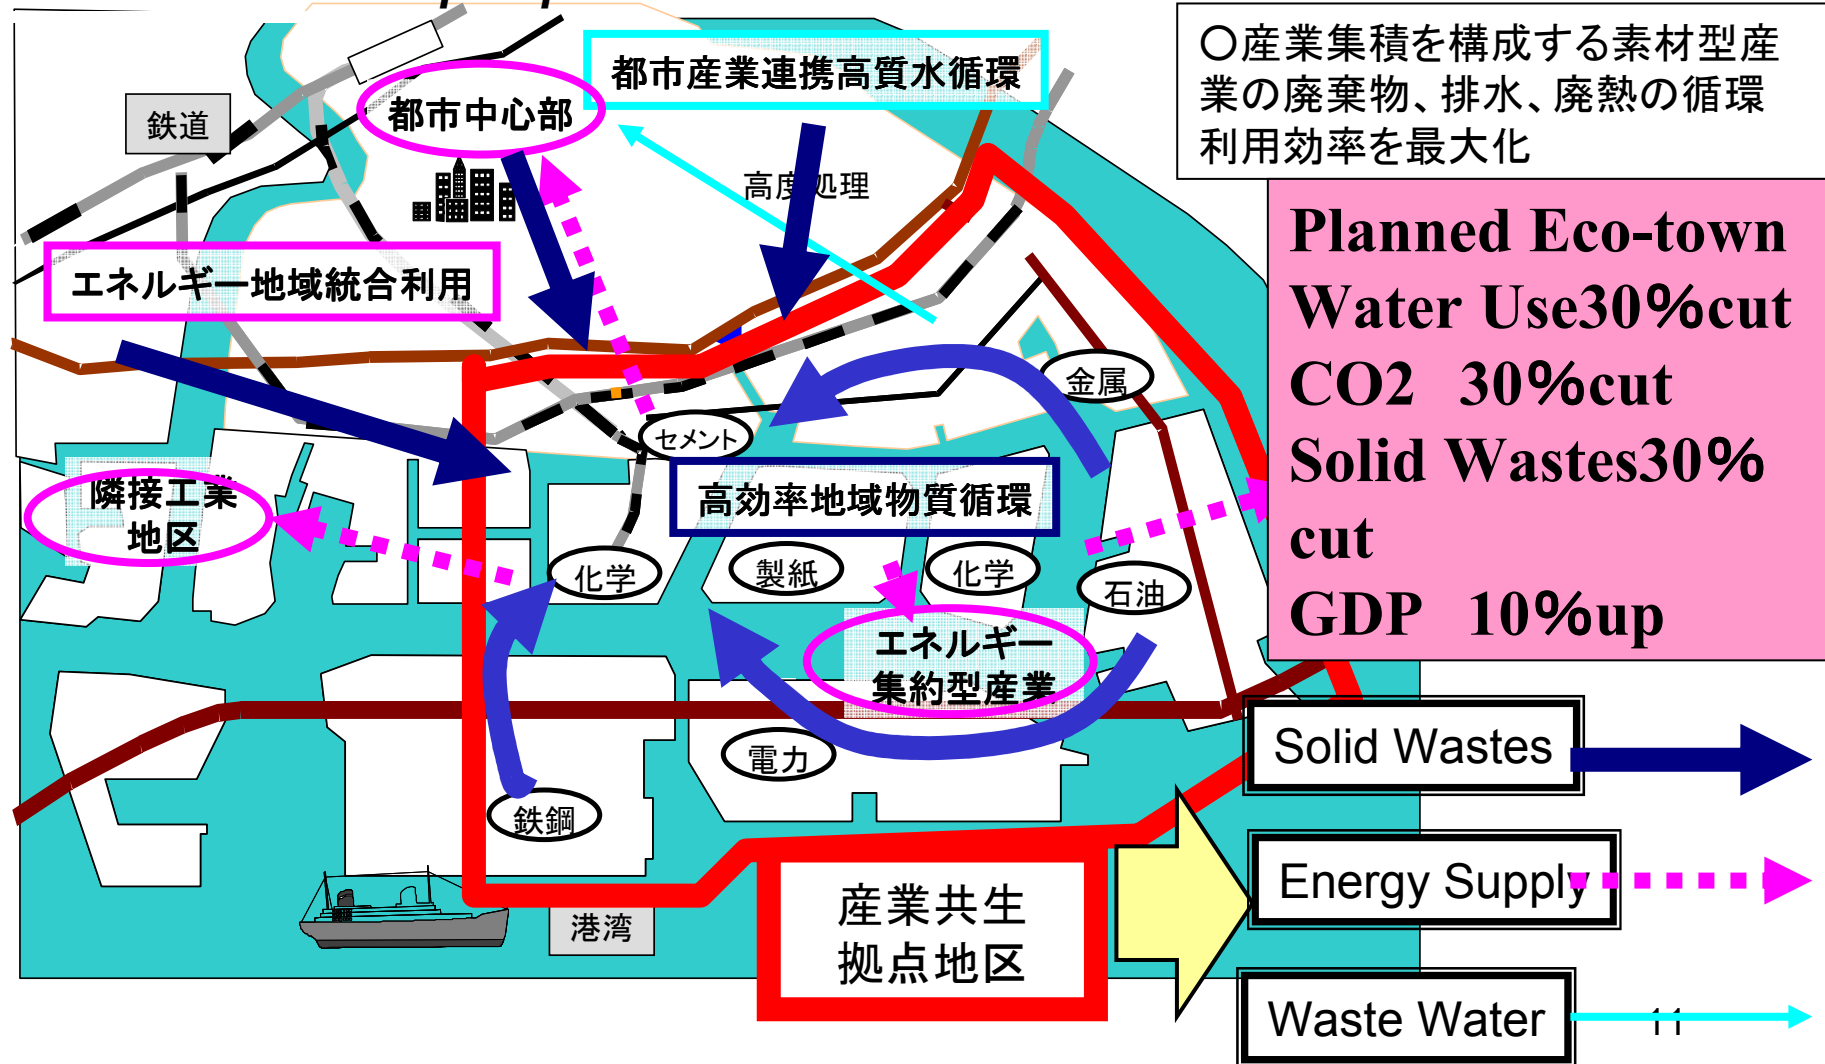 ○産業集積を構成する素材型産
業の廃棄物、排水、廃熱の循環
利用効率を最大化
都市産業連携高質水循環
都市中心部
鉄道
高度処理
エネルギー地域統合利用
Planned Eco-town
Water Use30%cut
CO2 30%cut
Solid Wastes30%
cut
GDP 10%up
金属
セメント
隣接工業
地区
高効率地域物質循環
化学
製紙
化学
石油
エネルギー
集約型産業
電力
鉄鋼
港湾
産業共生
拠点地区
Solid Wastes
Energy Supply
Waste Water
11